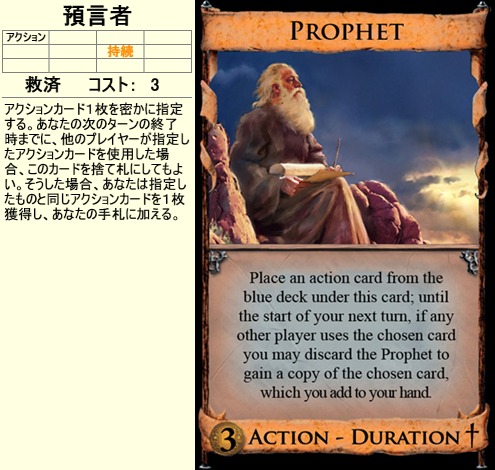 預言者
アクション
持続
救済 コスト: 3
アクションカード1枚を密かに指定
する。あなたの次のターンの終了
時までに、他のプレイヤーが指定し
たアクションカードを使用した場
合、このカードを捨て札にしてもよ
い。そうした場合、あなたは指定し
たものと同じアクションカードを1枚
獲得し、あなたの手札に加える。
PROPHET
Place an action card from the
blue deck under this card; until
the start of your next turn, if any
other player uses the chosen card
you may discard the Prophet to
gain a copy of the chosen card,
which you add to your hand.
3 ACTION - DURATION †